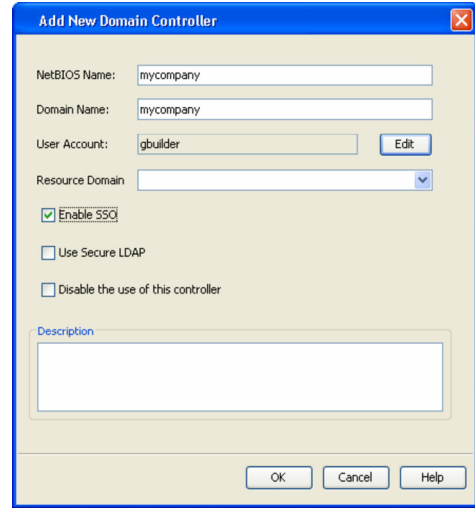 Add New Domain Controller
NetBIOS Name: mycompany
Domain Name: mycompany
User Account: gbuilder Edit
Resource Domain
Enable SSO
Use Secure LDAP
Disable the use of this controller
Description
OK Cancel Help